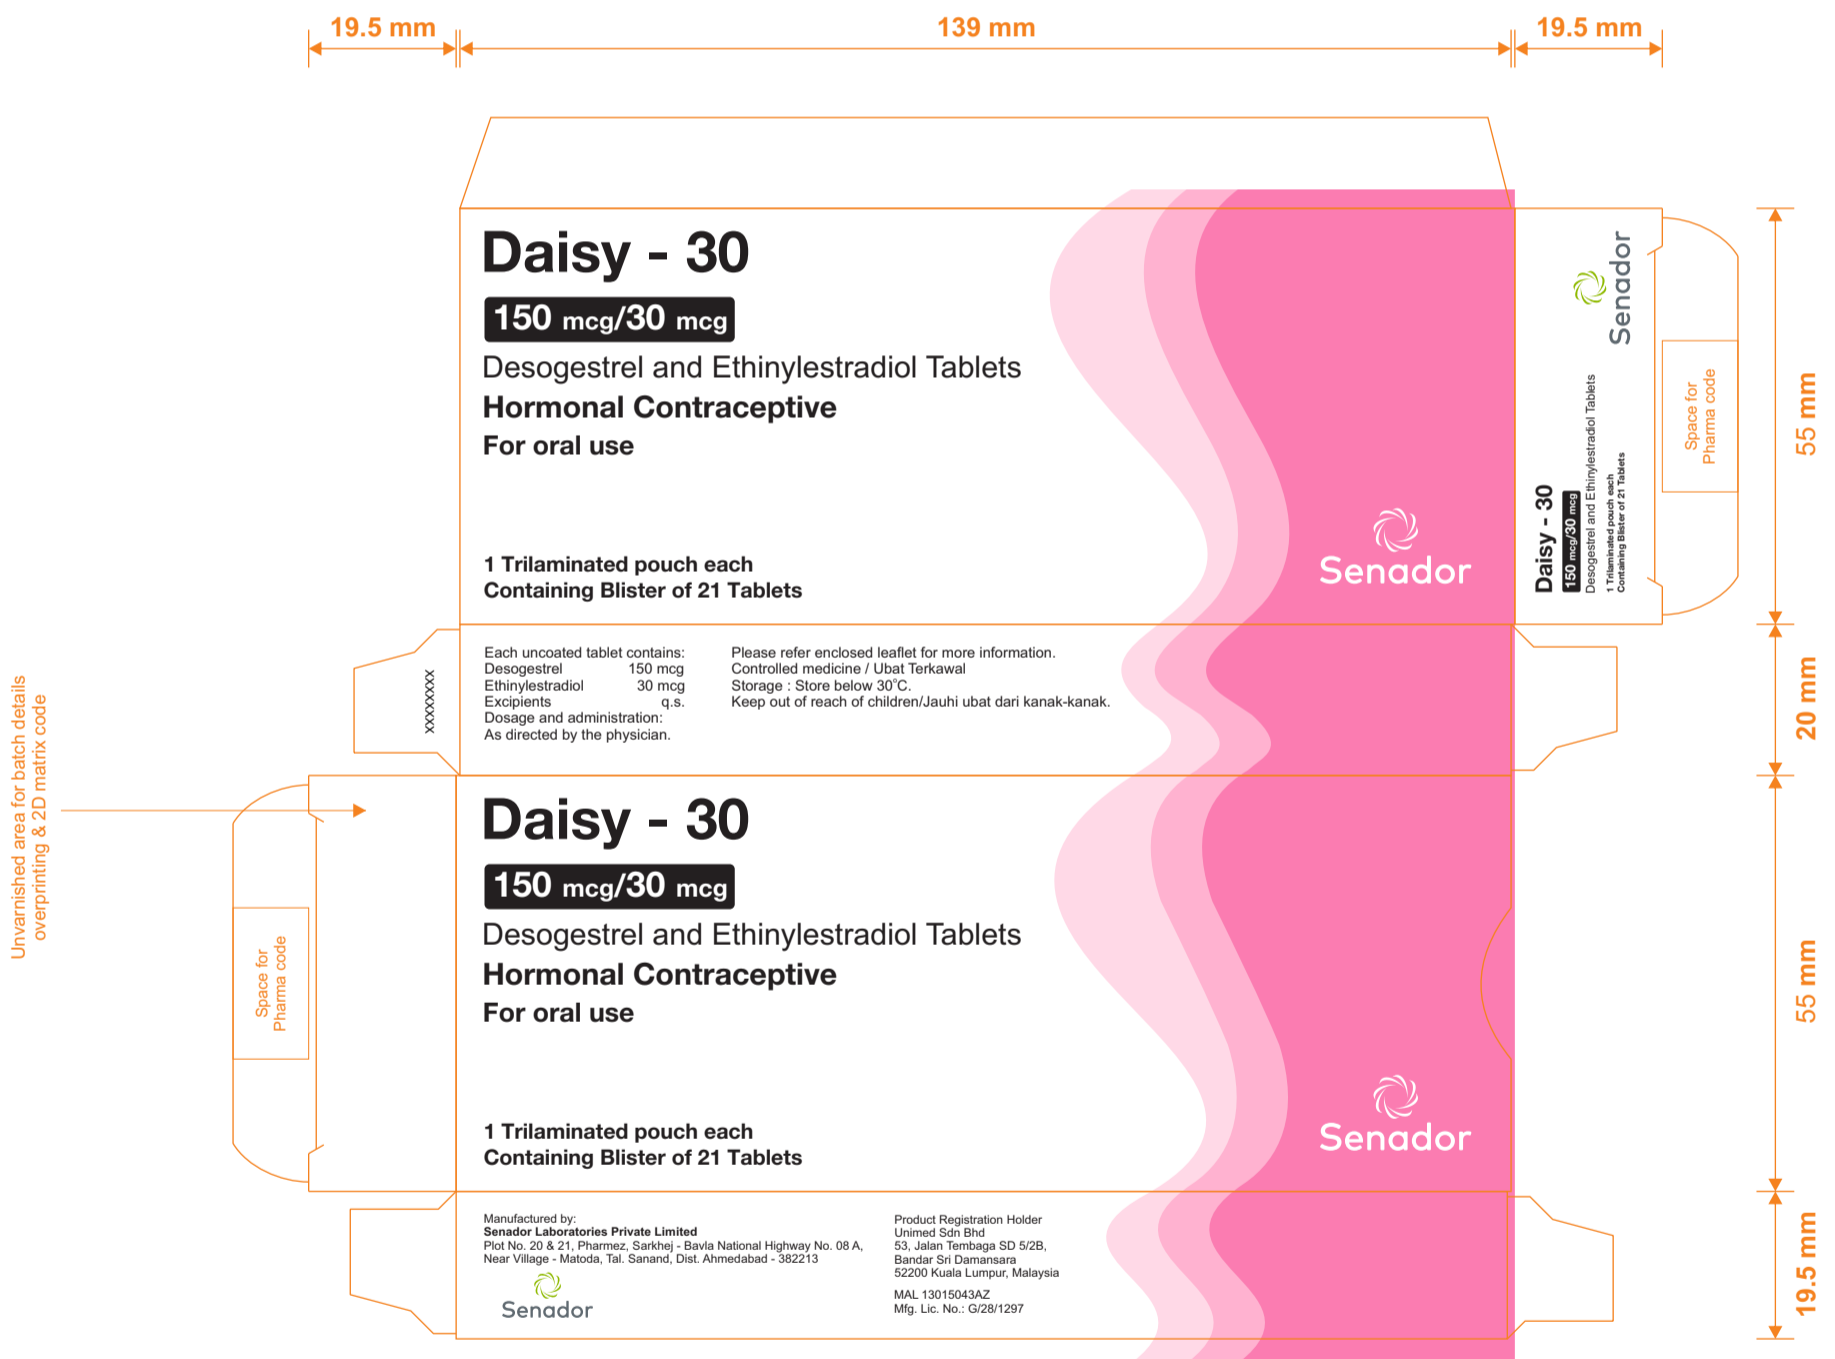 19.5 mm
139 mm
19.5 mm
Daisy - 30
150 mcg/30 mcg
Desogestrel and Ethinylestradiol Tablets
Hormonal Contraceptive
For oral use
1 Trilaminated pouch each
Containing Blister of 21 Tablets
Senador
Senador
Daisy - 30
150 mcg/30 mcg
Desogestrel and Ethinylestradiol Tablets
1 Trilaminated pouch each
Containing Blister of 21 Tablets
Space for
Pharma code
55 mm
XXXXXXXX
Each uncoated tablet contains:
Desogestrel 150 mcg
Ethinylestradiol 30 mcg
Excipients q.s.
Dosage and administration:
As directed by the physician.
Please refer enclosed leaflet for more information.
Controlled medicine / Ubat Terkawal
Storage : Store below 30°C.
Keep out of reach of children/Jauhi ubat dari kanak-kanak.
20 mm
Unvarnished area for batch details
overprinting & 2D matrix code
Space for
Pharma code
Daisy - 30
150 mcg/30 mcg
Desogestrel and Ethinylestradiol Tablets
Hormonal Contraceptive
For oral use
1 Trilaminated pouch each
Containing Blister of 21 Tablets
Senador
55 mm
Manufactured by:
Senador Laboratories Private Limited
Plot No. 20 & 21, Pharmez, Sarkhej - Bavla National Highway No. 08 A,
Near Village - Matoda, Tal. Sanand, Dist. Ahmedabad - 382213
Senador
Product Registration Holder
Unimed Sdn Bhd
53, Jalan Tembaga SD 5/2B,
Bandar Sri Damansara
52200 Kuala Lumpur, Malaysia
MAL 13015043AZ
Mfg. Lic. No.: G/28/1297
19.5 mm